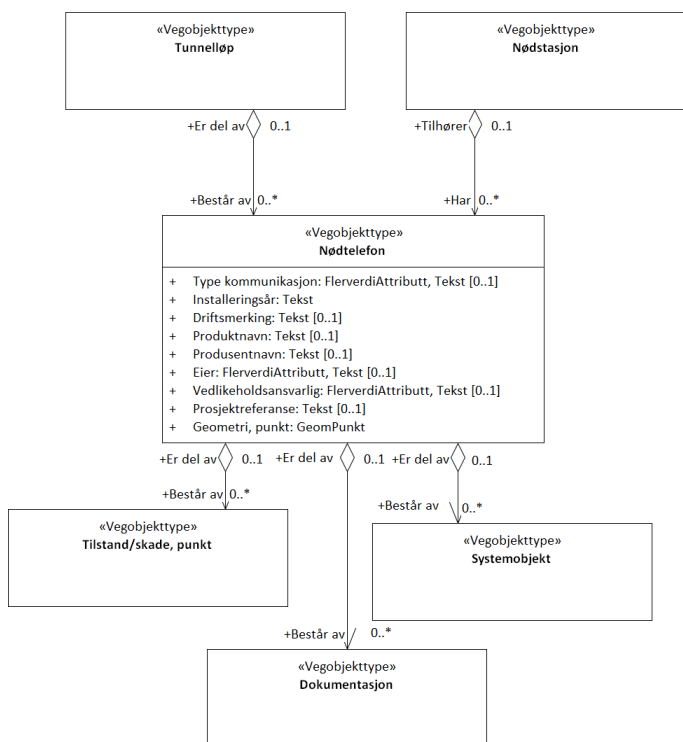 «Vegobjekttype»
Tunnelløp
«Vegobjekttype»
Nødstasjon
+Er del av 0..1
+Tilhører 0..1
+Består av 0..*
+Har 0..*
«Vegobjekttype»
Nødtelefon
+ Type kommunikasjon: FlerverdiAttributt, Tekst [0..1]
+ Installeringsår: Tekst
+ Driftsmerking: Tekst [0..1]
+ Produktnavn: Tekst [0..1]
+ Produsentnavn: Tekst [0..1]
+ Eier: FlerverdiAttributt, Tekst [0..1]
+ Vedlikeholdsansvarlig: FlerverdiAttributt, Tekst [0..1]
+ Prosjektreferanse: Tekst [0..1]
+ Geometri, punkt: GeomPunkt
+Er del av 0..1
+Er del av 0..1
+Er del av 0..1
+Består av 0..*
+Består av 0..*
«Vegobjekttype»
Tilstand/skade, punkt
«Vegobjekttype»
Systemobjekt
+Består av 0..*
«Vegobjekttype»
Dokumentasjon